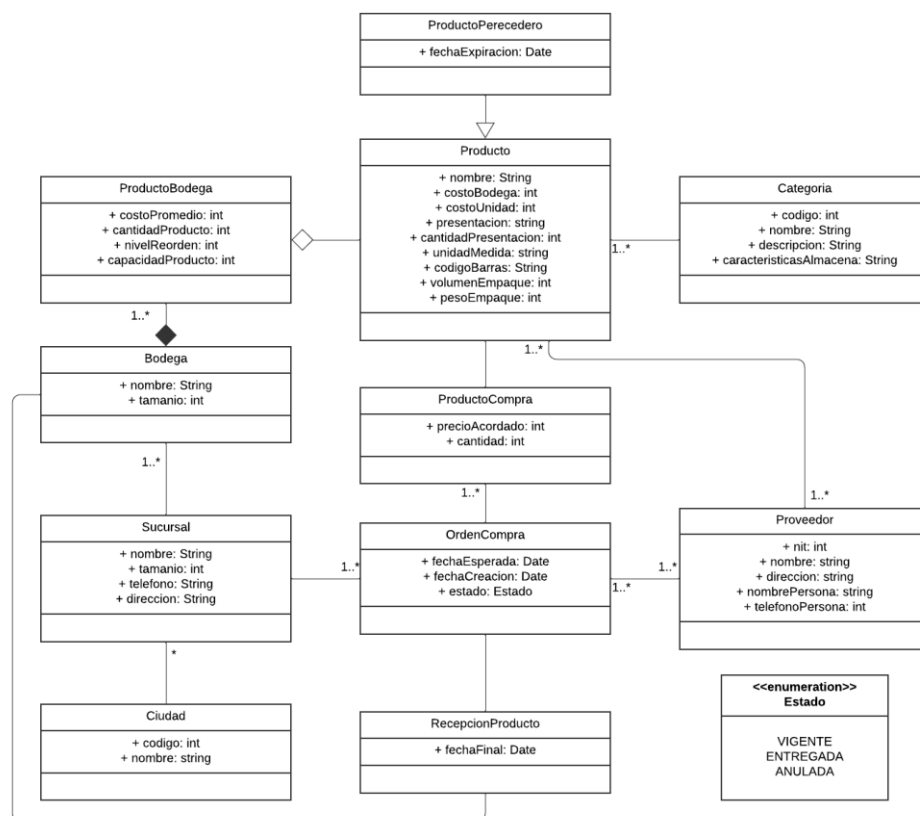 ProductoPerecedero
+ fechaExpiracion: Date
Producto
+ nombre: String
+ costoBodega: int
+ costoUnidad: int
+ presentacion: string
+ cantidadPresentacion: int
+ unidadMedida: string
+ codigoBarras: String
+ volumenEmpaque: int
+ pesoEmpaque: int
ProductoBodega
+ costoPromedio: int
+ cantidadProducto: int
+ nivelReorden: int
+ capacidadProducto: int
Categoria
+ codigo: int
+ nombre: String
+ descripcion: String
+ caracteristicasAlmacena: String
1..*
1..*
1..*
Bodega
+ nombre: String
+ tamanio: int
ProductoCompra
+ precioAcordado: int
+ cantidad: int
1..*
1..*
1..*
Sucursal
+ nombre: String
+ tamanio: int
+ telefono: String
+ direccion: String
1..*
OrdenCompra
+ fechaEsperada: Date
+ fechaCreacion: Date
+ estado: Estado
1..*
Proveedor
+ nit: int
+ nombre: string
+ direccion: string
+ nombrePersona: string
+ telefonoPersona: int
*
Ciudad
+ codigo: int
+ nombre: string
RecepcionProducto
+ fechaFinal: Date
<<enumeration>>
Estado
VIGENTE
ENTREGADA
ANULADA